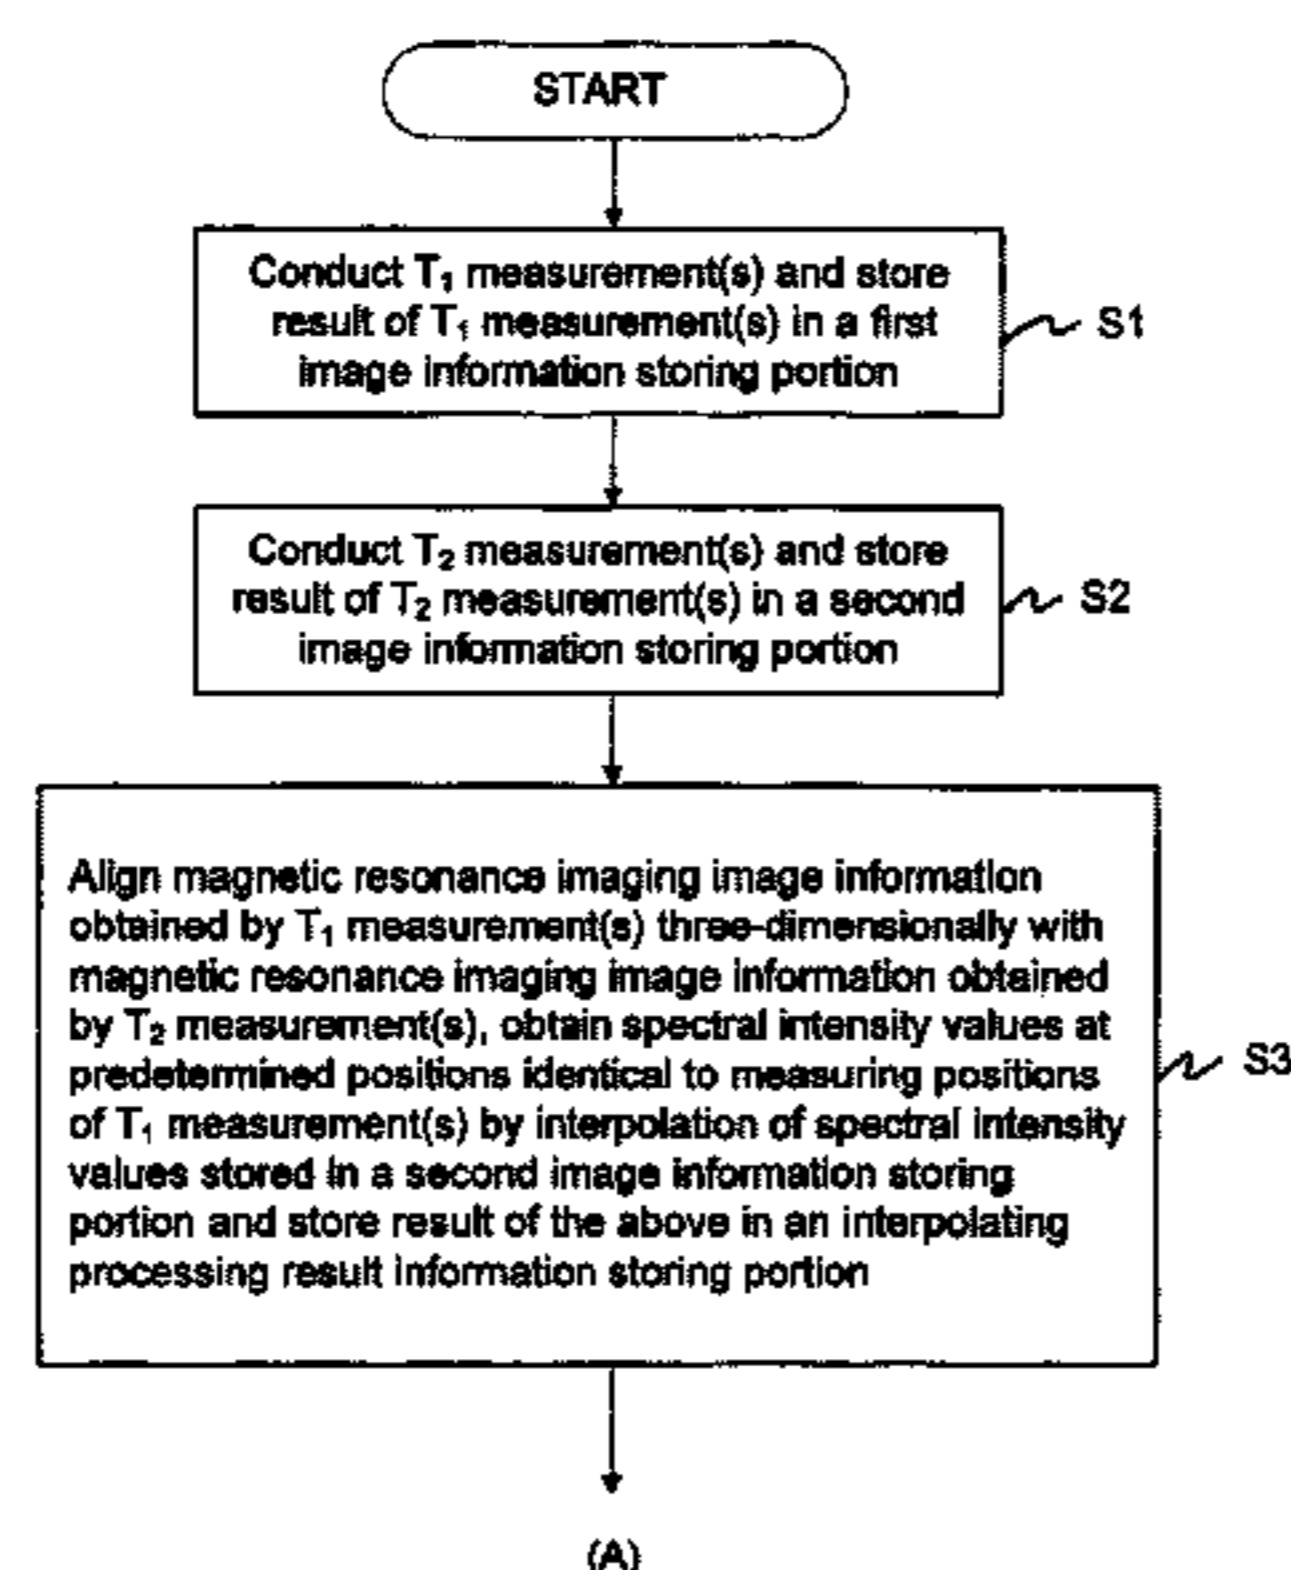 START
Conduct T₁ measurement(s) and store
result of T₁ measurement(s) in a first
image information storing portion
S1
Conduct T₂ measurement(s) and store
result of T₂ measurement(s) in a second
image information storing portion
S2
Align magnetic resonance imaging image information
obtained by T₁ measurement(s) three-dimensionally with
magnetic resonance imaging image information obtained
by T₂ measurement(s), obtain spectral intensity values at
predetermined positions identical to measuring positions
of T₁ measurement(s) by interpolation of spectral intensity
values stored in a second image information storing
portion and store result of the above in an interpolating
processing result information storing portion
S3
(A)